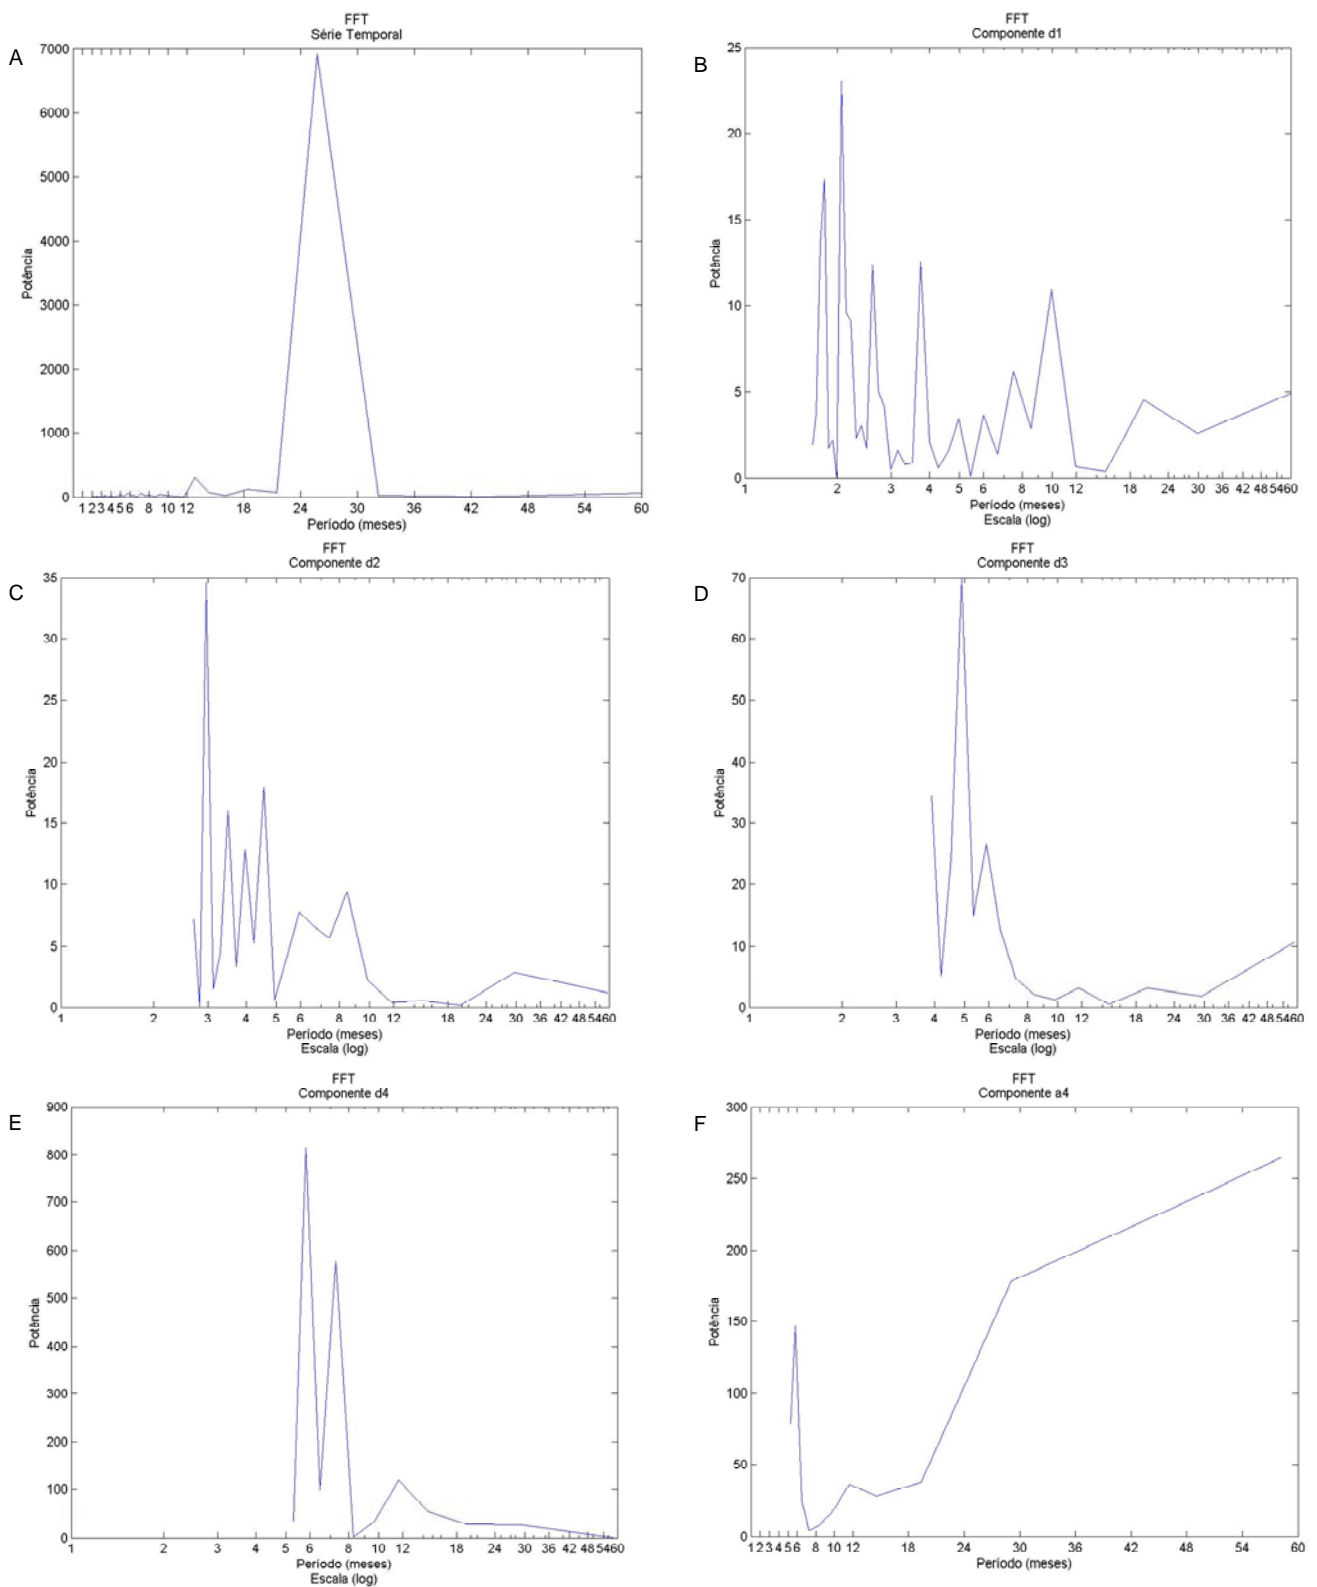 A
FFT
Série Temporal
7000
6000
5000
4000
3000
2000
1000
0
Potência
1 2 3 4 5 6 8 10 12 18 24 30 36 42 48 54 60
Período (meses)
B
FFT
Componente d1
25
20
15
10
5
0
Potência
1 2 3 4 5 6 8 10 12 18 24 30 36 42 48 54 60
1
Período (meses)
Escala (log)
C
FFT
Componente d2
35
30
25
20
15
10
5
0
Potência
1 2 3 4 5 6 8 10 12 18 24 30 36 42 48 54 60
Período (meses)
Escala (log)
D
FFT
Componente d3
70
60
50
40
30
20
10
0
Potência
1 2 3 4 5 6 8 10 12 18 24 30 36 42 48 54 60
Período (meses)
Escala (log)
E
FFT
Componente d4
900
800
700
600
500
400
300
200
100
0
Potência
1 2 3 4 5 6 8 10 12 18 24 30 36 42 48 54 60
Período (meses)
Escala (log)
F
FFT
Componente a4
300
250
200
150
100
50
0
Potência
1 2 3 4 5 6 8 10 12 18 24 30 36 42 48 54 60
Período (meses)